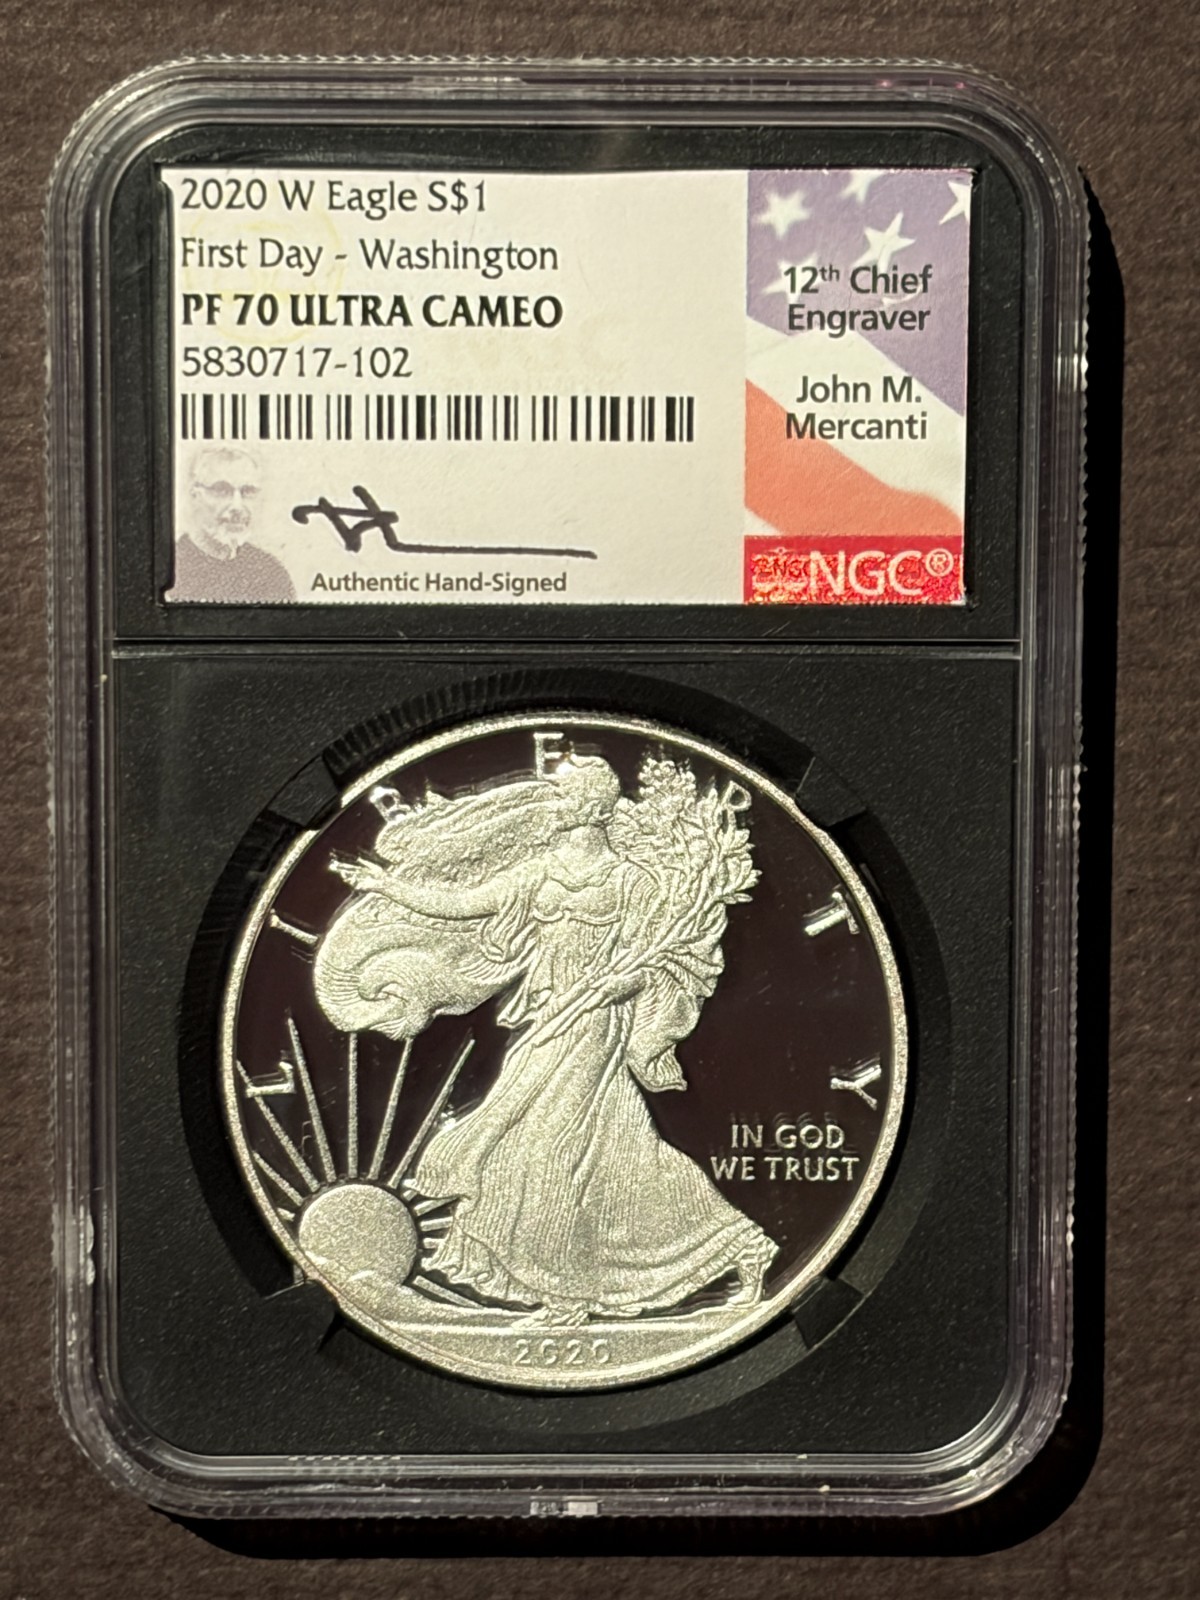 2020 W Eagle S$1
First Day - Washington
PF 70 ULTRA CAMEO
5830717-102
12th Chief
Engraver
John M.
Mercanti
Authentic Hand-Signed
NGC®
LIBERTY
IN GOD
WE TRUST
2020